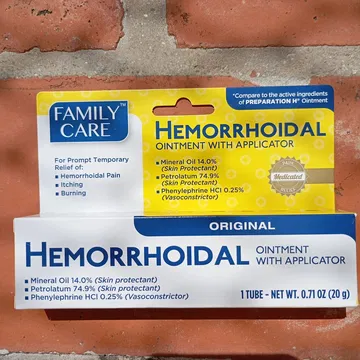 *Compare to the active ingredients
of PREPARATION H® Ointment
FAMILY™
CARE
For Prompt Temporary
Relief of:
■ Hemorrhoidal Pain
■ Itching
■ Burning
HEMORRHOIDAL
OINTMENT WITH APPLICATOR
■ Mineral Oil 14.0%
(Skin Protectant)
■ Petrolatum 74.9%
(Skin Protectant)
■ Phenylephrine HCl 0.25%
(Vasoconstrictor)
Medicated
ORIGINAL
HEMORRHOIDAL
OINTMENT
WITH APPLICATOR
■ Mineral Oil 14.0% (Skin protectant)
■ Petrolatum 74.9% (Skin protectant)
■ Phenylephrine HCl 0.25% (Vasoconstrictor)
1 TUBE - NET WT. 0.71 OZ (20 g)